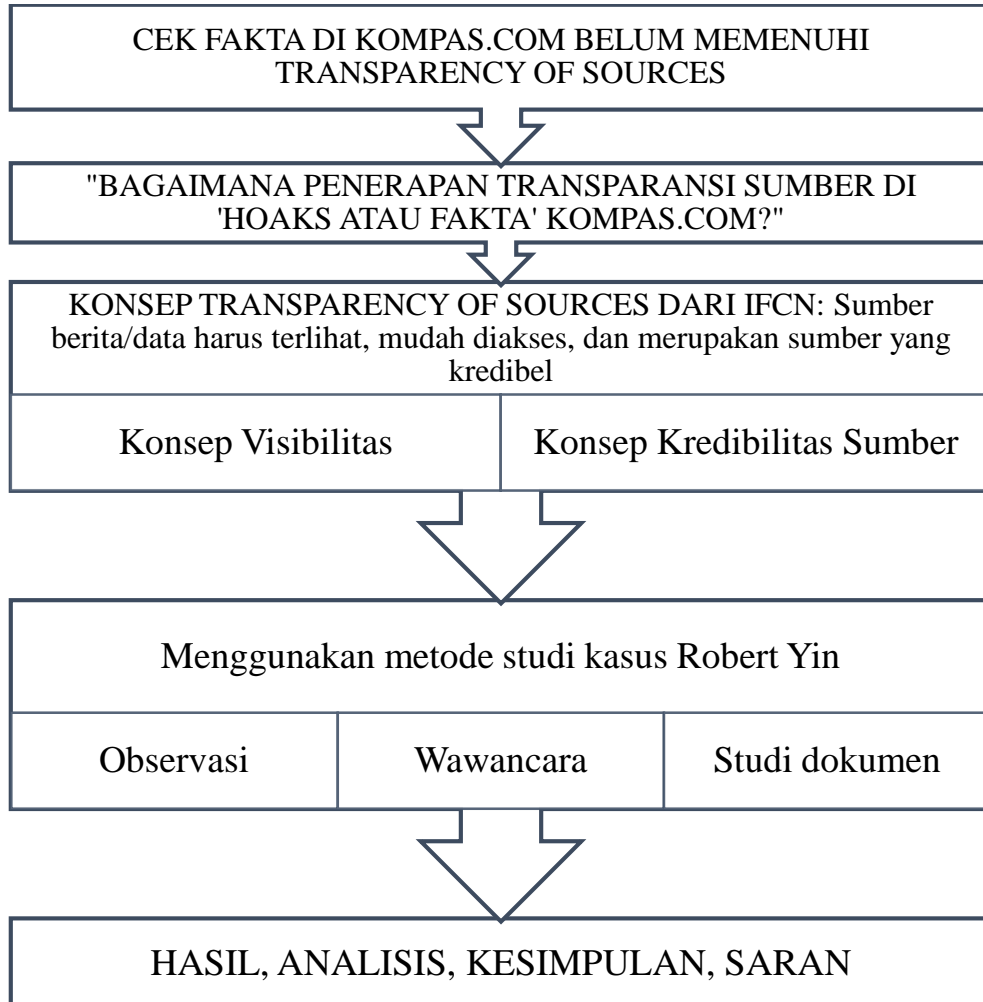 CEK FAKTA DI KOMPAS.COM BELUM MEMENUHI
TRANSPARENCY OF SOURCES
"BAGAIMANA PENERAPAN TRANSPARANSI SUMBER DI
'HOAKS ATAU FAKTA' KOMPAS.COM?"
KONSEP TRANSPARENCY OF SOURCES DARI IFCN: Sumber
berita/data harus terlihat, mudah diakses, dan merupakan sumber yang
kredibel
Konsep Visibilitas
Konsep Kredibilitas Sumber
Menggunakan metode studi kasus Robert Yin
Observasi
Wawancara
Studi dokumen
HASIL, ANALISIS, KESIMPULAN, SARAN